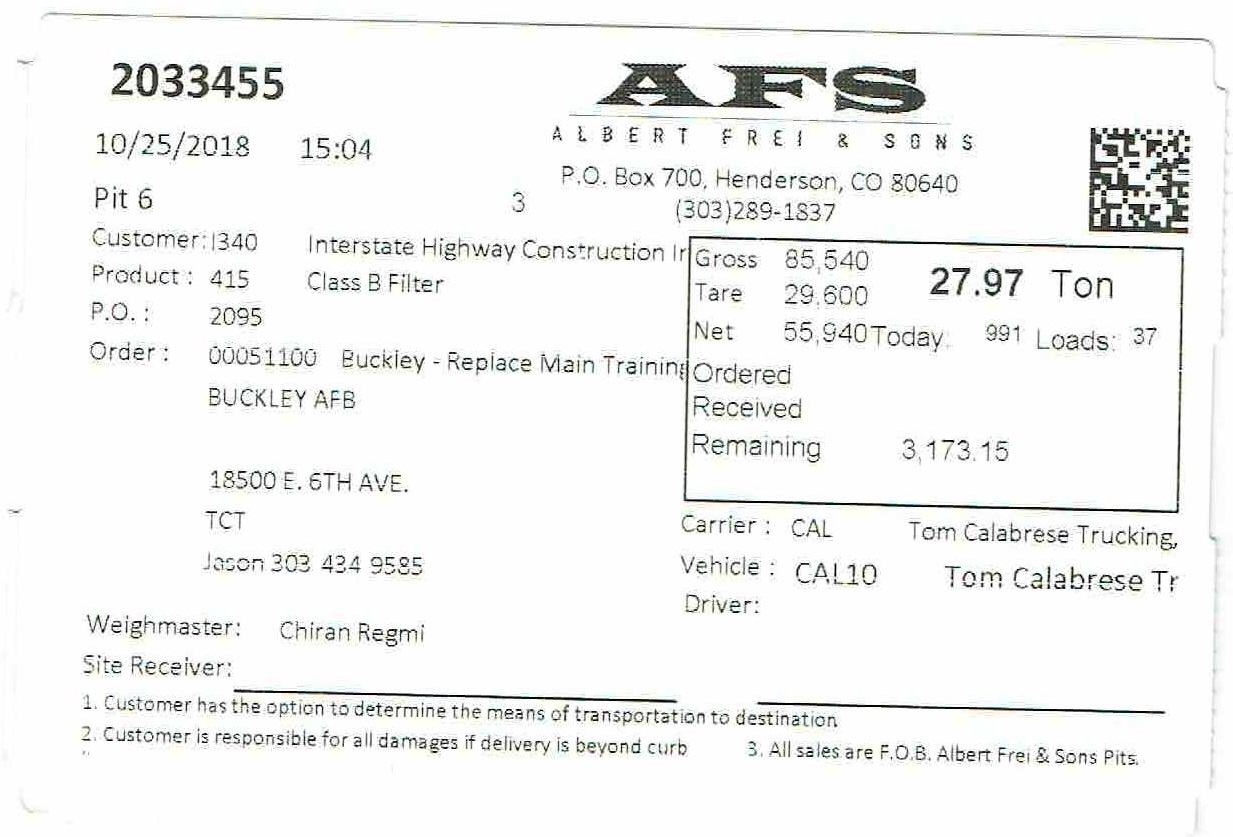 2033455
AFS
ALBERT FREI & SONS
10/25/2018 15:04
P.O. Box 700, Henderson, CO 80640
Pit 6 3 (303)289-1837
Customer: I340 Interstate Highway Construction In
Product : 415 Class B Filter
P.O. : 2095
Order : 00051100 Buckley - Replace Main Training
BUCKLEY AFB
18500 E. 6TH AVE.
TCT
Jason 303 434 9585
Gross 85,540
27.97 Ton
Tare 29,600
Net 55,940 Today: 991 Loads: 37
Ordered
Received
Remaining 3,173.15
Carrier : CAL Tom Calabrese Trucking,
Vehicle : CAL10 Tom Calabrese Tr
Driver:
Weighmaster: Chiran Regmi
Site Receiver:
1. Customer has the option to determine the means of transportation to destination
2. Customer is responsible for all damages if delivery is beyond curb
3. All sales are F.O.B. Albert Frei & Sons Pits.